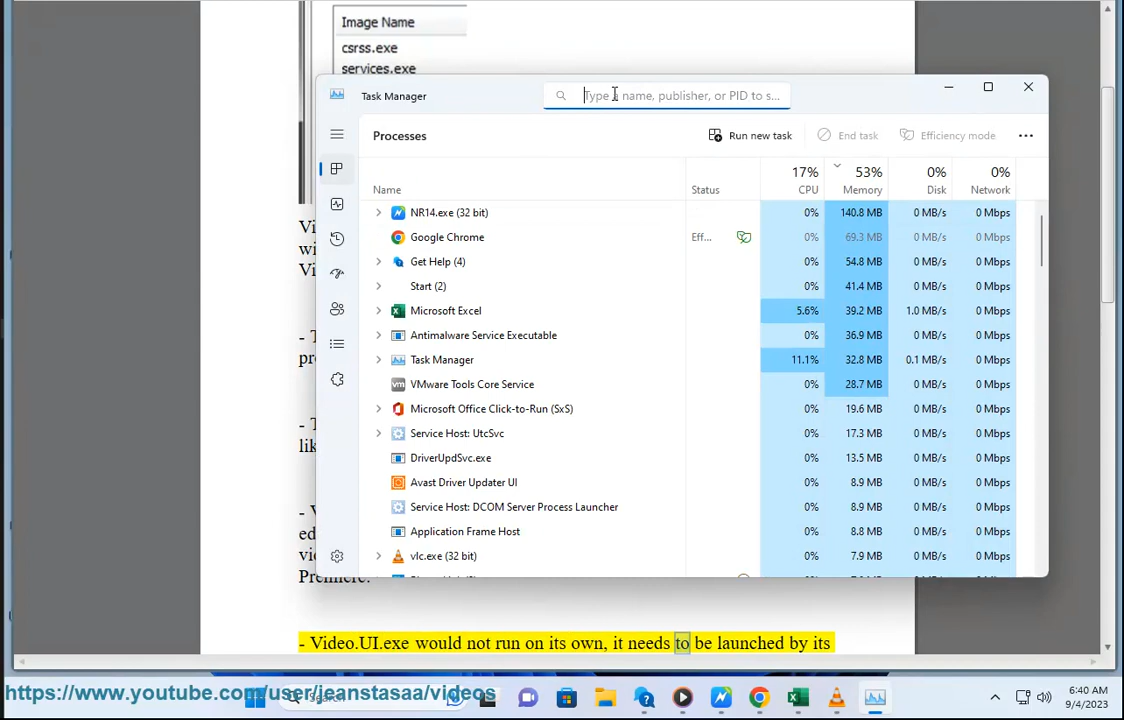 Image Name
csrss.exe
services.exe
Task Manager
Type a name, publisher, or PID to s...
Processes
Run new task
End task
Efficiency mode
17%
53%
0%
0%
Name
Status
CPU
Memory
Disk
Network
NR14.exe (32 bit) 0% 140.8 MB 0 MB/s 0 Mbps
Google Chrome Eff... 0% 69.3 MB 0 MB/s 0 Mbps
Get Help (4) 0% 54.8 MB 0 MB/s 0 Mbps
Start (2) 0% 41.4 MB 0 MB/s 0 Mbps
Microsoft Excel 5.6% 39.2 MB 1.0 MB/s 0 Mbps
Antimalware Service Executable 0% 36.9 MB 0 MB/s 0 Mbps
Task Manager 11.1% 32.8 MB 0.1 MB/s 0 Mbps
VMware Tools Core Service 0% 28.7 MB 0 MB/s 0 Mbps
Microsoft Office Click-to-Run (SxS) 0% 19.6 MB 0 MB/s 0 Mbps
Service Host: UtcSvc 0% 17.3 MB 0 MB/s 0 Mbps
DriverUpdSvc.exe 0% 13.5 MB 0 MB/s 0 Mbps
Avast Driver Updater UI 0% 8.9 MB 0 MB/s 0 Mbps
Service Host: DCOM Server Process Launcher 0% 8.9 MB 0 MB/s 0 Mbps
Application Frame Host 0% 8.8 MB 0 MB/s 0 Mbps
vlc.exe (32 bit) 0% 7.9 MB 0 MB/s 0 Mbps
Premiere.
- Video.UI.exe would not run on its own, it needs to be launched by its
https://www.youtube.com/user/jeanstasaa/videos
Search
6:40 AM
9/4/2023